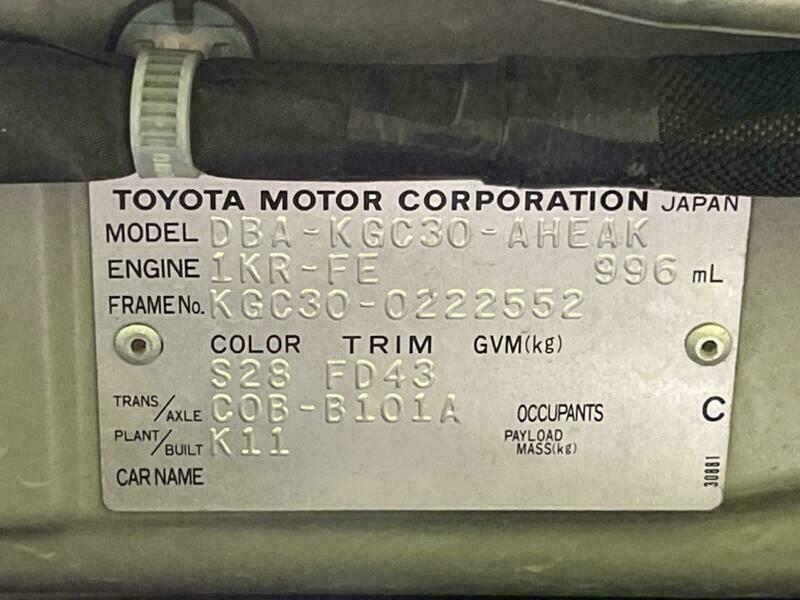 TOYOTA MOTOR CORPORATION JAPAN
MODEL DBA-KGC30-AHEAK
ENGINE 1KR-FE 996 mL
FRAME No. KGC30-0222552
COLOR TRIM GVM(kg)
S28 FD43
TRANS/AXLE C0B-B101A OCCUPANTS C
PLANT/BUILT K11 PAYLOAD MASS(kg)
CAR NAME
30881